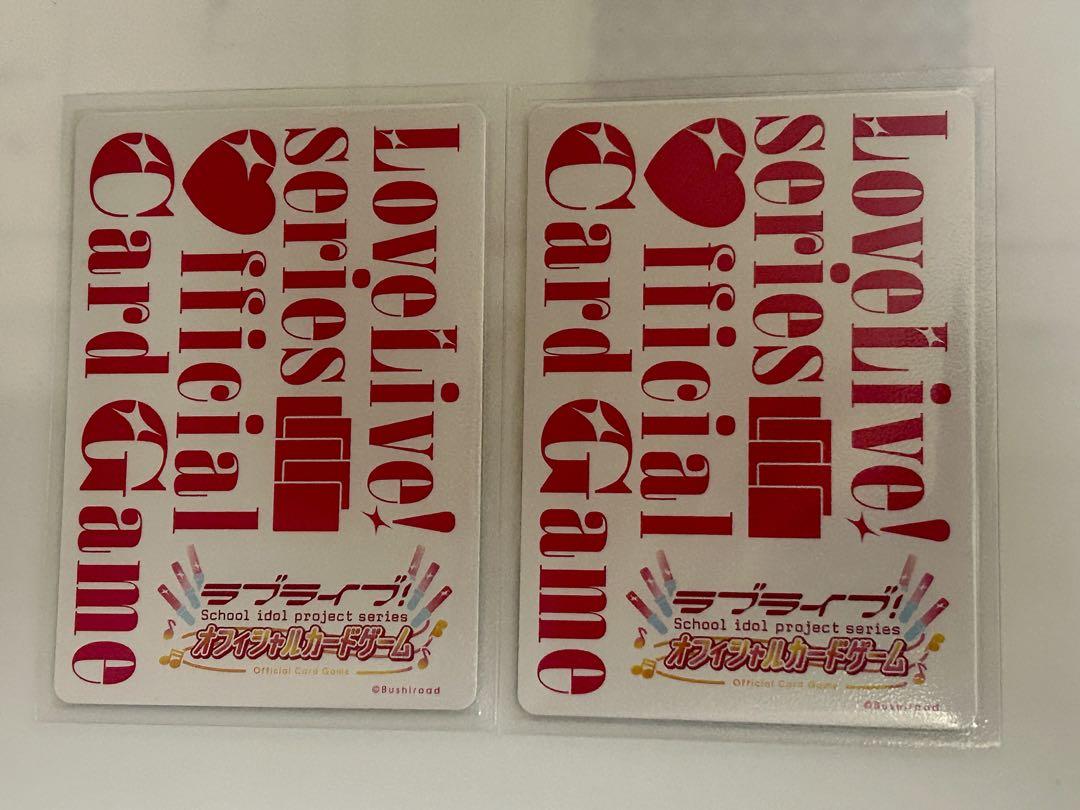 LoveLive!
series
Official
Card Game
ラブライブ!
School idol project series
オフィシャルカードゲーム
Official Card Game
©Bushiroad
LoveLive!
series
Official
Card Game
ラブライブ!
School idol project series
オフィシャルカードゲーム
Official Card Game
©Bushiroad